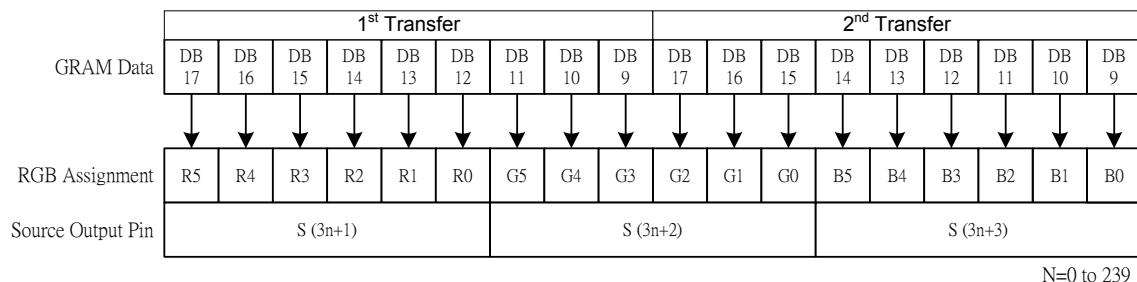 1st Transfer 2nd Transfer
GRAM Data DB 17 DB 16 DB 15 DB 14 DB 13 DB 12 DB 11 DB 10 DB 9 DB 17 DB 16 DB 15 DB 14 DB 13 DB 12 DB 11 DB 10 DB 9
RGB Assignment R5 R4 R3 R2 R1 R0 G5 G4 G3 G2 G1 G0 B5 B4 B3 B2 B1 B0
Source Output Pin S (3n+1) S (3n+2) S (3n+3)
N=0 to 239